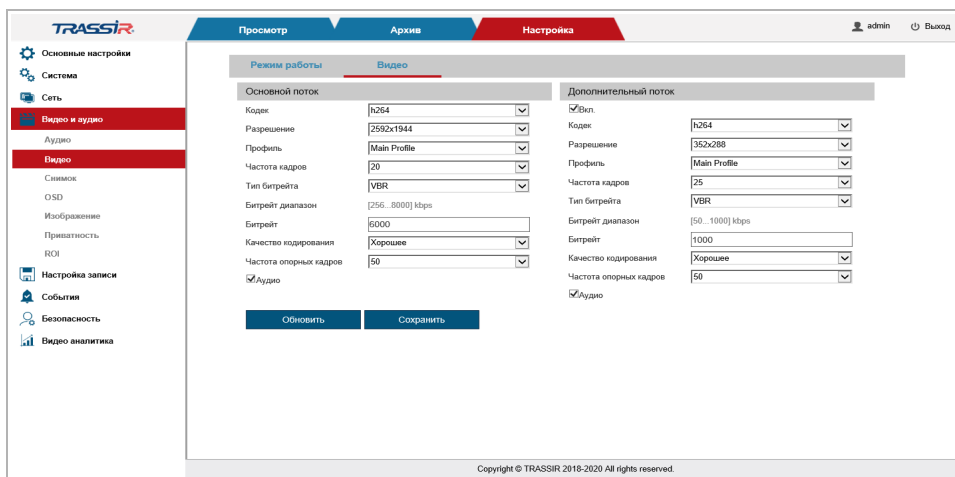 TRASSIR
Просмотр
Архив
Настройка
admin
Выход
Основные настройки
Система
Сеть
Видео и аудио
Аудио
Видео
Снимок
OSD
Изображение
Приватность
ROI
Настройка записи
События
Безопасность
Видео аналитика
Режим работы
Видео
Основной поток
Кодек h264
Разрешение 2592x1944
Профиль Main Profile
Частота кадров 20
Тип битрейта VBR
Битрейт диапазон [256...8000] kbps
Битрейт 6000
Качество кодирования Хорошее
Частота опорных кадров 50
Аудио
Обновить
Сохранить
Дополнительный поток
Вкл.
Кодек h264
Разрешение 352x288
Профиль Main Profile
Частота кадров 25
Тип битрейта VBR
Битрейт диапазон [50...1000] kbps
Битрейт 1000
Качество кодирования Хорошее
Частота опорных кадров 50
Аудио
Copyright © TRASSIR 2018-2020 All rights reserved.